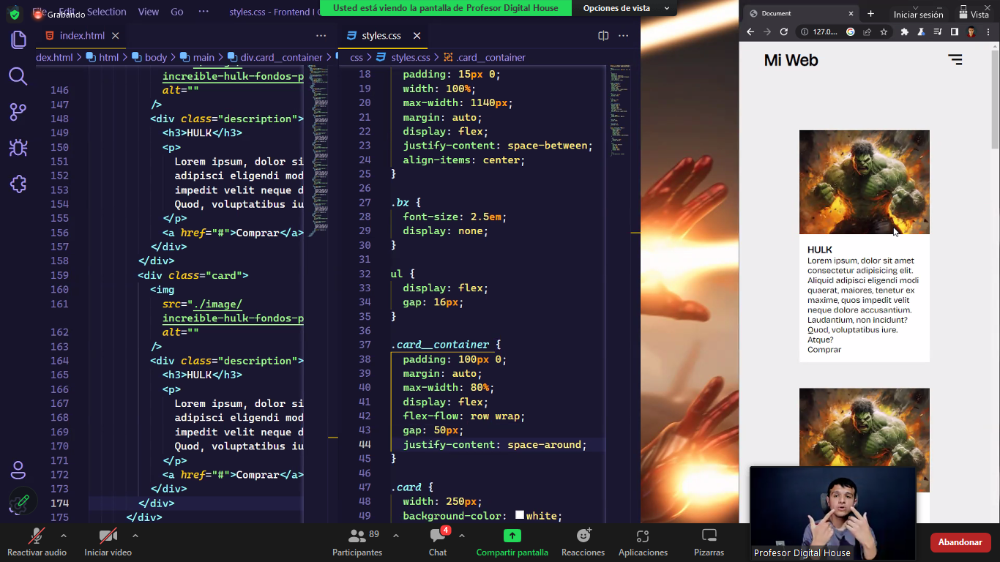 File
Edit
Selection
View
Go
···
styles.css - Frontend I
Grabando
Usted está viendo la pantalla de Profesor Digital House
Opciones de vista
Iniciar sesión
Vista
index.html
styles.css
dex.html > html > body > main > div.card__container >
css > styles.css > .card__container
increible-hulk-fondos-p
146 alt=""
147 />
148 <div class="description">
149 <h3>HULK</h3>
150 <p>
151 Lorem ipsum, dolor si
152 adipisci eligendi mod
153 impedit velit neque d
154 Quod, voluptatibus iu
155 </p>
156 <a href="#">Comprar</a>
157 </div>
158 </div>
159 <div class="card">
160 <img
161 src="./image/
increible-hulk-fondos-p
162 alt=""
163 />
164 <div class="description">
165 <h3>HULK</h3>
166 <p>
167 Lorem ipsum, dolor si
168 adipisci eligendi mod
169 impedit velit neque d
170 Quod, voluptatibus iu
171 </p>
172 <a href="#">Comprar</a>
173 </div>
174 </div>
175 </div>
18 padding: 15px 0;
19 width: 100%;
20 max-width: 1140px;
21 margin: auto;
22 display: flex;
23 justify-content: space-between;
24 align-items: center;
25 }
26
27 .bx {
28 font-size: 2.5em;
29 display: none;
30 }
31
32 ul {
33 display: flex;
34 gap: 16px;
35 }
36
37 .card__container {
38 padding: 100px 0;
39 margin: auto;
40 max-width: 80%;
41 display: flex;
42 flex-flow: row wrap;
43 gap: 50px;
44 justify-content: space-around;
45 }
46
47 .card {
48 width: 250px;
49 background-color: white;
Document
127.0....
Mi Web
HULK
Lorem ipsum, dolor sit amet
consectetur adipisicing elit.
Aliquid adipisci eligendi modi
quaerat, maiores, tenetur ex
maxime, quos impedit velit
neque dolore accusantium.
Laudantium, non incidunt?
Quod, voluptatibus iure.
Atque?
Comprar
Profesor Digital House
Reactivar audio
Iniciar vídeo
89
Participantes
4
Chat
Compartir pantalla
Reacciones
Aplicaciones
Pizarras
Abandonar